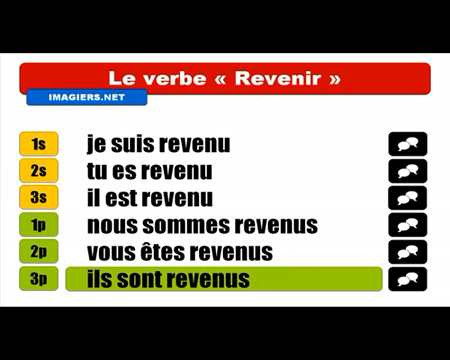 Le verbe « Revenir »
IMAGIERS.NET
1s je suis revenu
2s tu es revenu
3s il est revenu
1p nous sommes revenus
2p vous êtes revenus
3p ils sont revenus